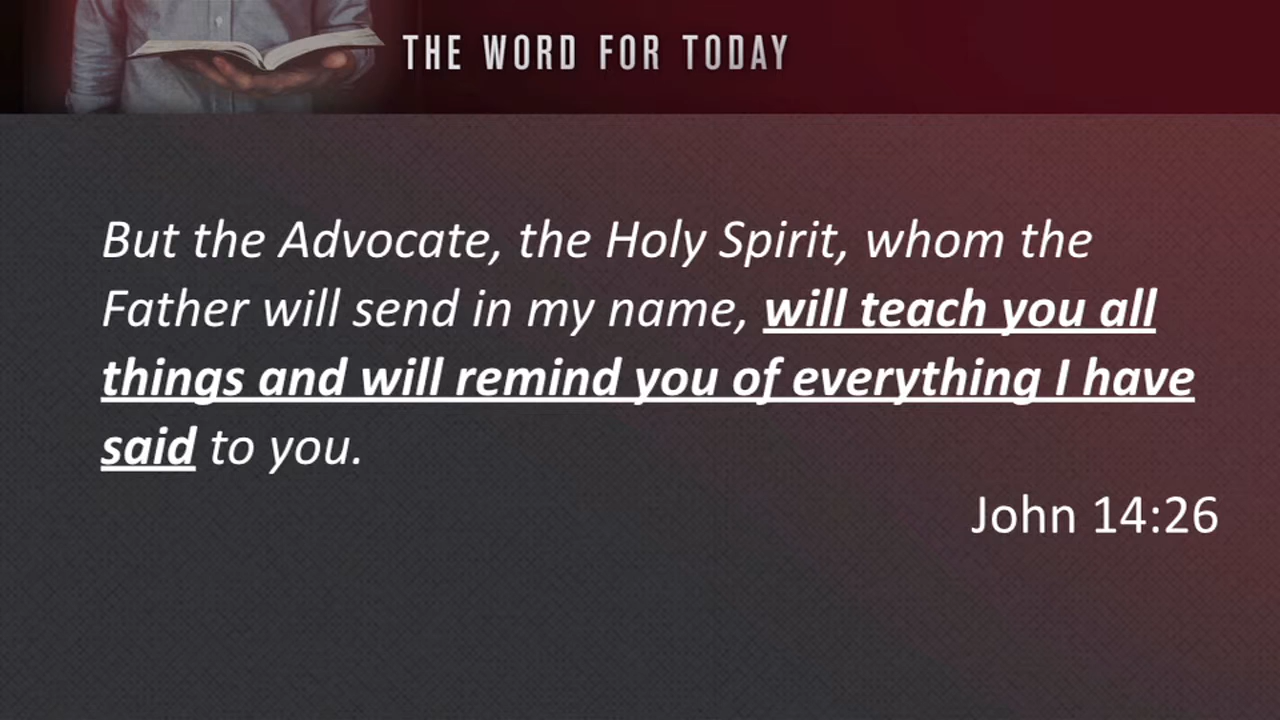 THE WORD FOR TODAY
But the Advocate, the Holy Spirit, whom the
Father will send in my name, will teach you all
things and will remind you of everything I have
said to you.
John 14:26